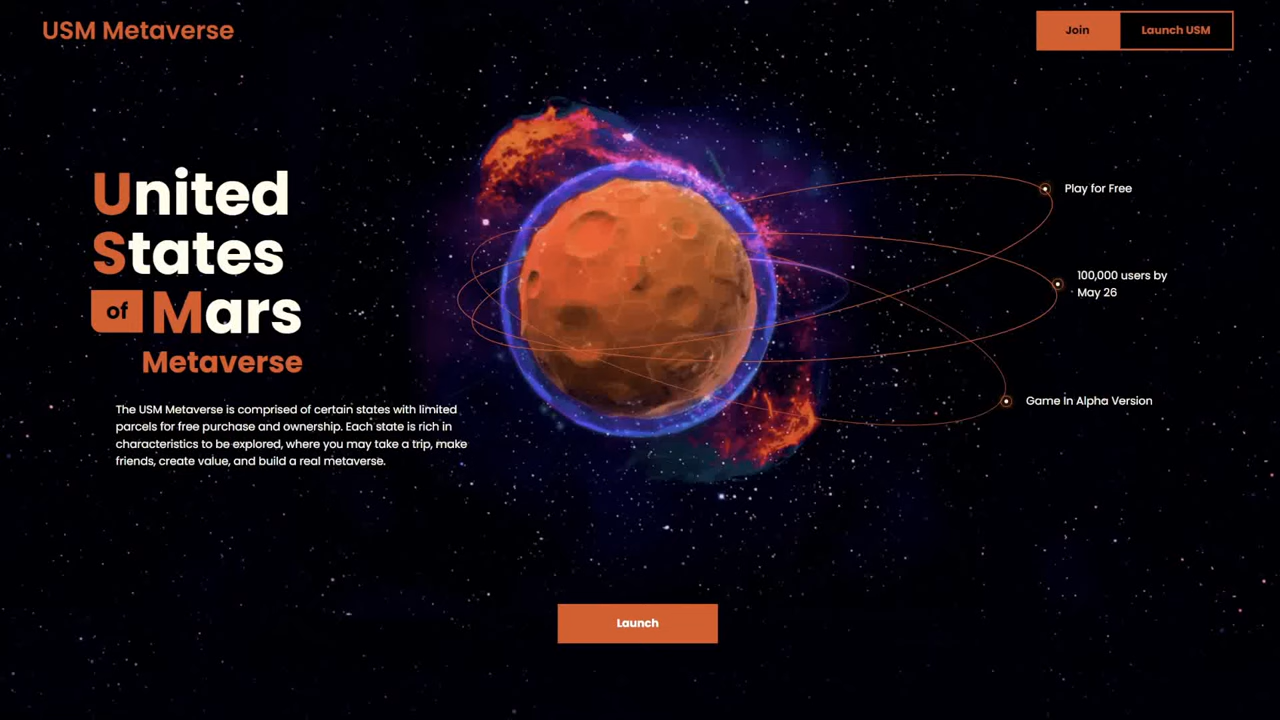 USM Metaverse
Join
Launch USM
United
States
of Mars
Metaverse
The USM Metaverse is comprised of certain states with limited
parcels for free purchase and ownership. Each state is rich in
characteristics to be explored, where you may take a trip, make
friends, create value, and build a real metaverse.
Play for Free
100,000 users by
May 26
Game in Alpha Version
Launch